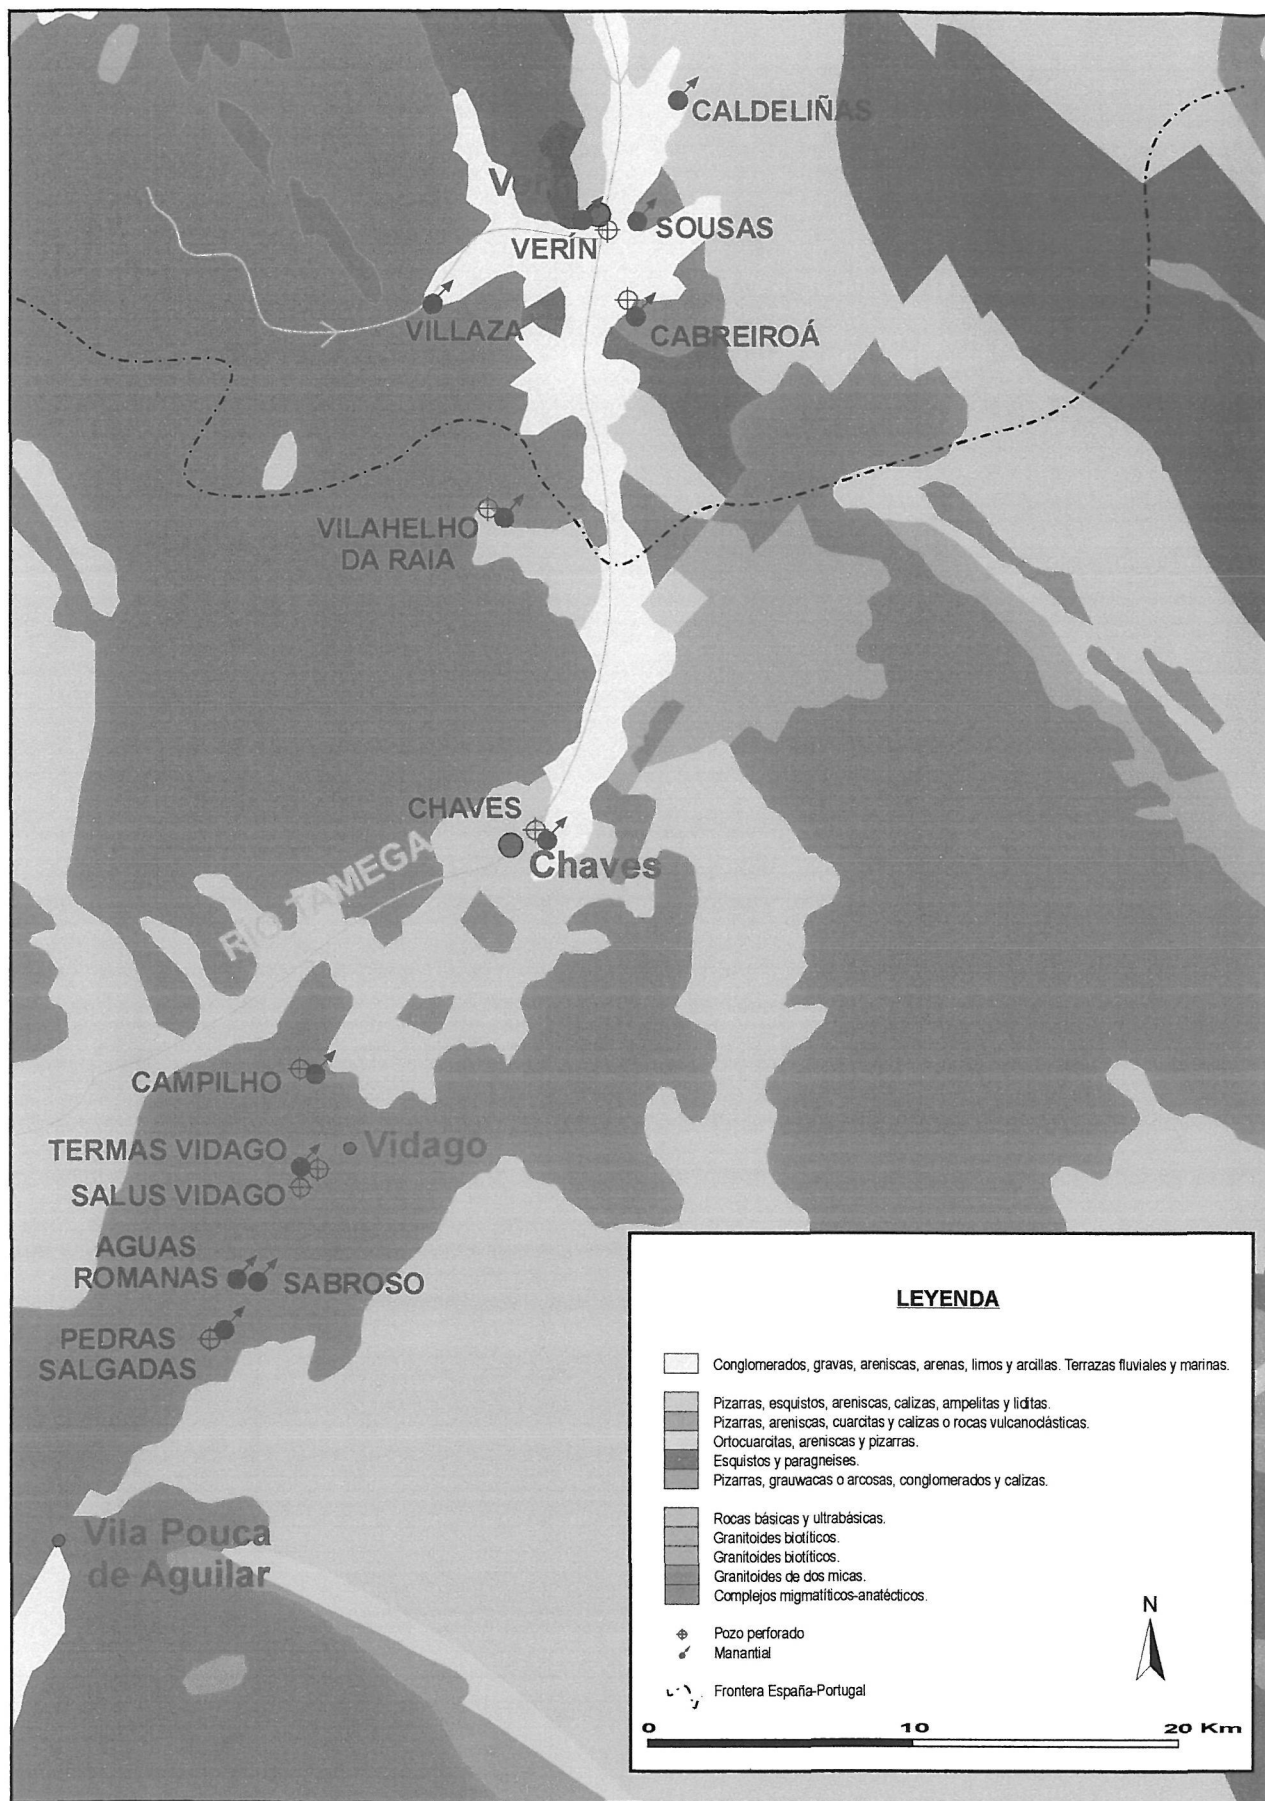 CALDELIÑAS
Verín
SOUSAS
VERÍN
VILLAZA
CABREIROÁ
VILAHELHO
DA RAIA
CHAVES
Chaves
RÍO TAMEGA
CAMPILHO
TERMAS VIDAGO
Vidago
SALUS VIDAGO
AGUAS
ROMANAS
SABROSO
PEDRAS
SALGADAS
Vila Pouca
de Aguilar
LEYENDA
Conglomerados, gravas, areniscas, arenas, limos y arcillas. Terrazas fluviales y marinas.
Pizarras, esquistos, areniscas, calizas, ampelitas y liditas.
Pizarras, areniscas, cuarcitas y calizas o rocas vulcanoclásticas.
Ortocuarcitas, areniscas y pizarras.
Esquistos y paragneises.
Pizarras, grauwacas o arcosas, conglomerados y calizas.
Rocas básicas y ultrabásicas.
Granitoides biotíticos.
Granitoides biotíticos.
Granitoides de dos micas.
Complejos migmatíticos-anatécticos.
Pozo perforado
Manantial
Frontera España-Portugal
N
0 10 20 Km